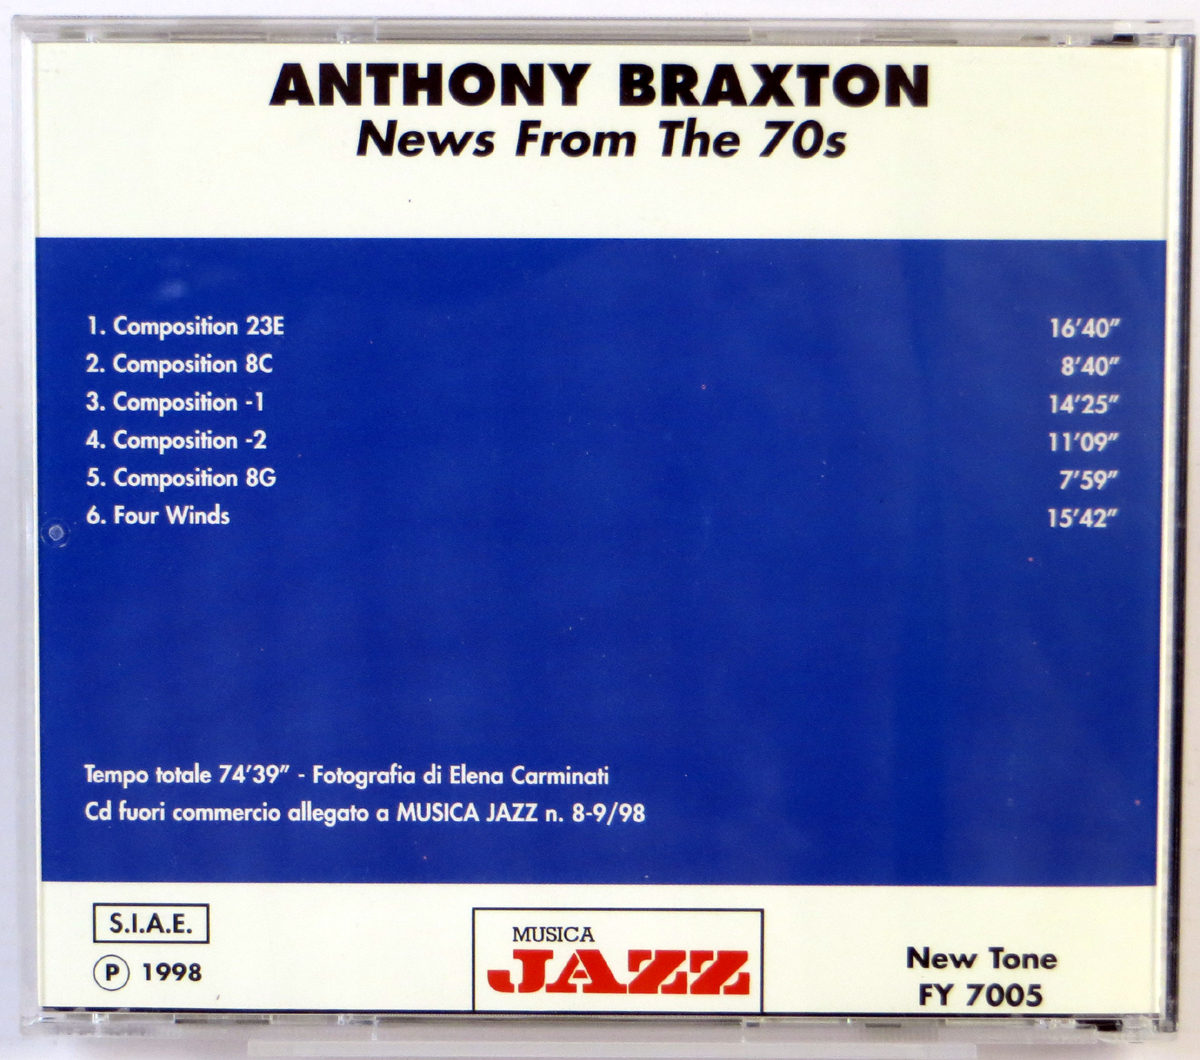 ANTHONY BRAXTON
News From The 70s
1. Composition 23E 16'40"
2. Composition 8C 8'40"
3. Composition -1 14'25"
4. Composition -2 11'09"
5. Composition 8G 7'59"
6. Four Winds 15'42"
Tempo totale 74'39" - Fotografia di Elena Carminati
Cd fuori commercio allegato a MUSICA JAZZ n. 8-9/98
S.I.A.E.
Ⓟ 1998
MUSICA
JAZZ
New Tone
FY 7005